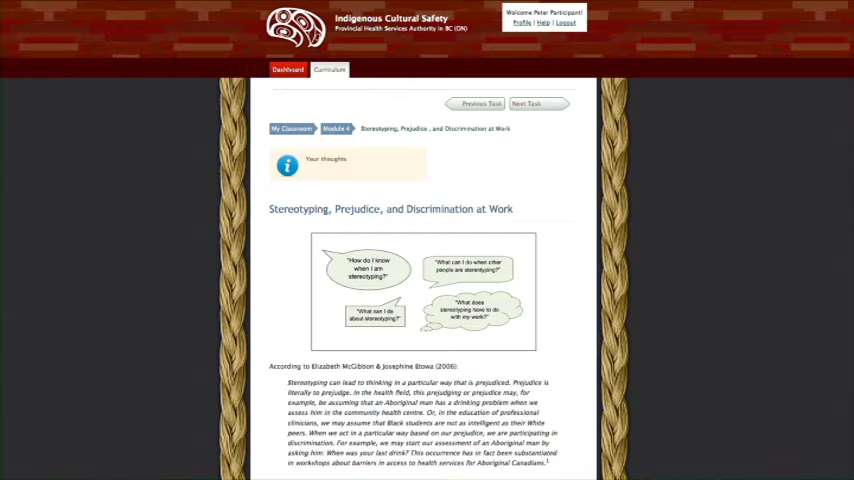 Indigenous Cultural Safety
Provincial Health Services Authority in BC (ON)
Welcome Peter Participant!
Profile | Help | Logout
Dashboard
Curriculum
Previous Task
Next Task
My Classroom
Module 4
Stereotyping, Prejudice , and Discrimination at Work
Your thoughts
Stereotyping, Prejudice, and Discrimination at Work
"How do I know
when I am
stereotyping?"
"What can I do when other
people are stereotyping?"
"What can I do
about stereotyping?"
"What does
stereotyping have to do
with my work?"
According to Elizabeth McGibbon & Josephine Etowa (2006):
Stereotyping can lead to thinking in a particular way that is prejudiced. Prejudice is
literally to prejudge. In the health field, this prejudging or prejudice may, for
example, be assuming that an Aboriginal man has a drinking problem when we
assess him in the community health centre. Or, in the education of professional
clinicians, we may assume that Black students are not as intelligent as their White
peers. When we act in a particular way based on our prejudice, we are participating in
discrimination. For example, we may start our assessment of an Aboriginal man by
asking him. When was your last drink? This occurrence has in fact been substantiated
in workshops about barriers in access to health services for Aboriginal Canadians.1